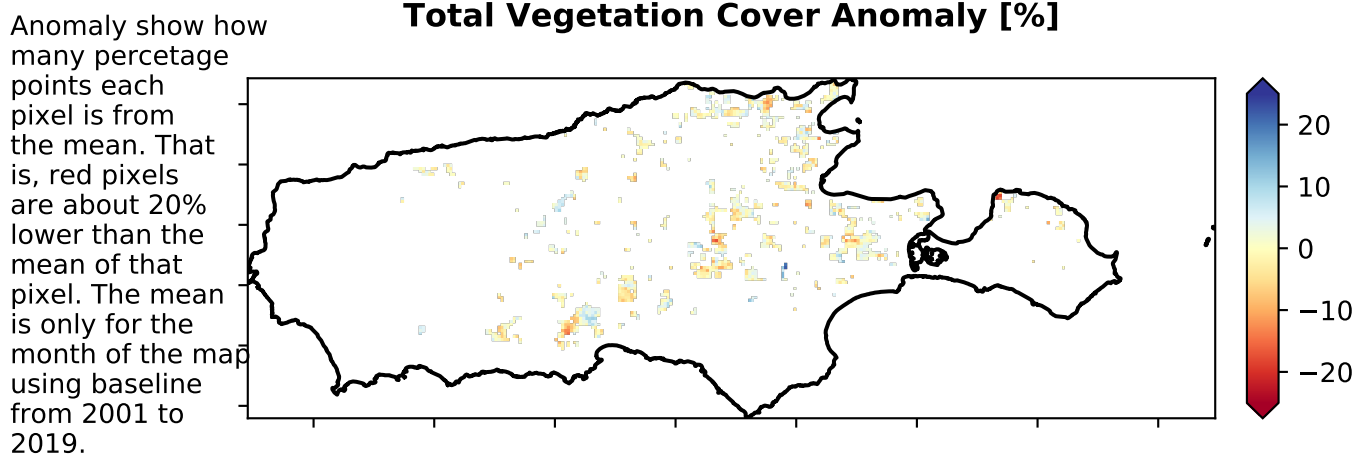 Total Vegetation Cover Anomaly [%]
Anomaly show how
many percetage
points each
pixel is from
the mean. That
is, red pixels
are about 20%
lower than the
mean of that
pixel. The mean
is only for the
month of the map
using baseline
from 2001 to
2019.
20
10
0
−10
−20